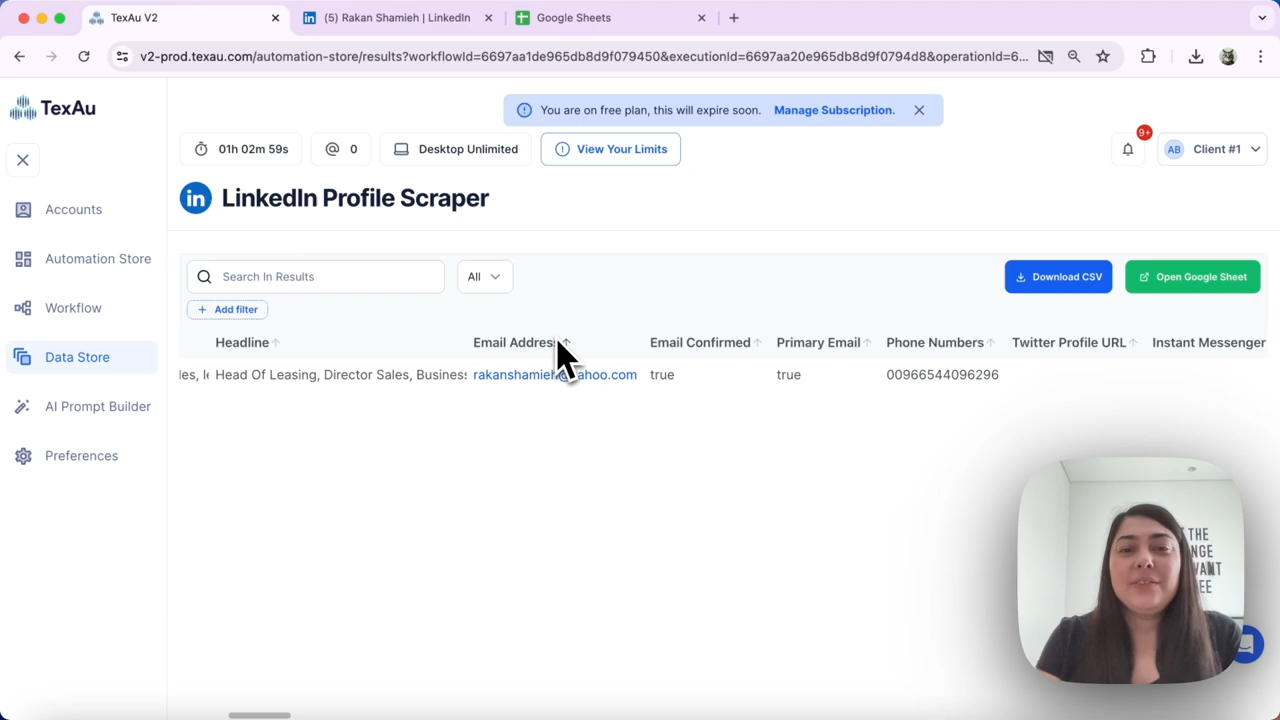 TexAu V2
(5) Rakan Shamieh | LinkedIn
Google Sheets
v2-prod.texau.com/automation-store/results?workflowId=6697aa1de965db8d9f079450&executionId=6697aa20e965db8d9f0794d8&operationId=6...
TexAu
You are on free plan, this will expire soon. Manage Subscription.
01h 02m 59s
0
Desktop Unlimited
View Your Limits
9+
AB
Client #1
in LinkedIn Profile Scraper
Accounts
Automation Store
Workflow
Data Store
AI Prompt Builder
Preferences
Search In Results
All
Download CSV
Open Google Sheet
+ Add filter
Headline
Email Address
Email Confirmed
Primary Email
Phone Numbers
Twitter Profile URL
Instant Messenger
Head Of Leasing, Director Sales, Business
true
true
00966544096296
THE